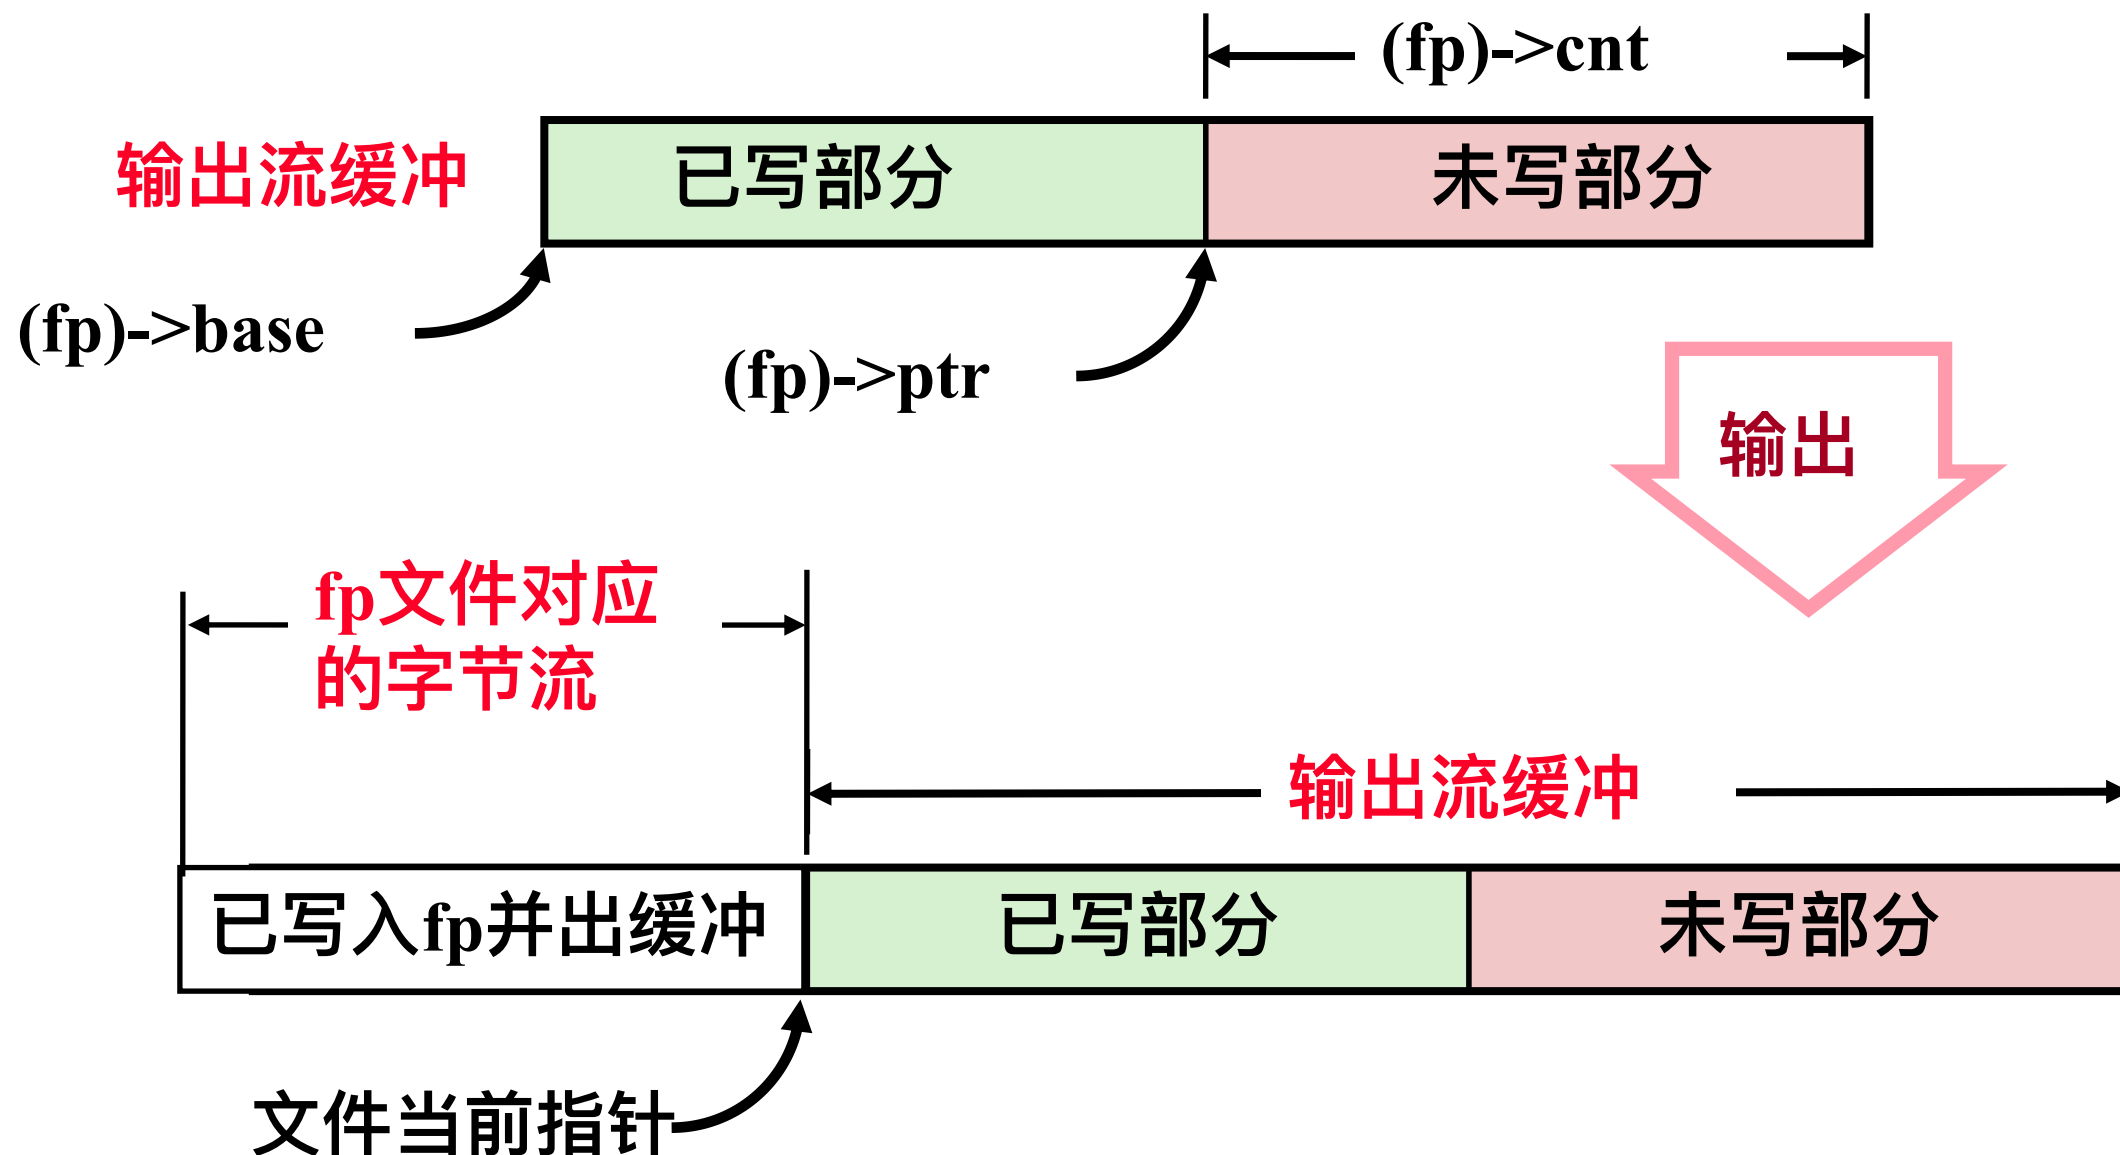 (fp)->cnt
输出流缓冲
已写部分
未写部分
(fp)->base
(fp)->ptr
输出
fp文件对应
的字节流
输出流缓冲
已写入fp并出缓冲
已写部分
未写部分
文件当前指针